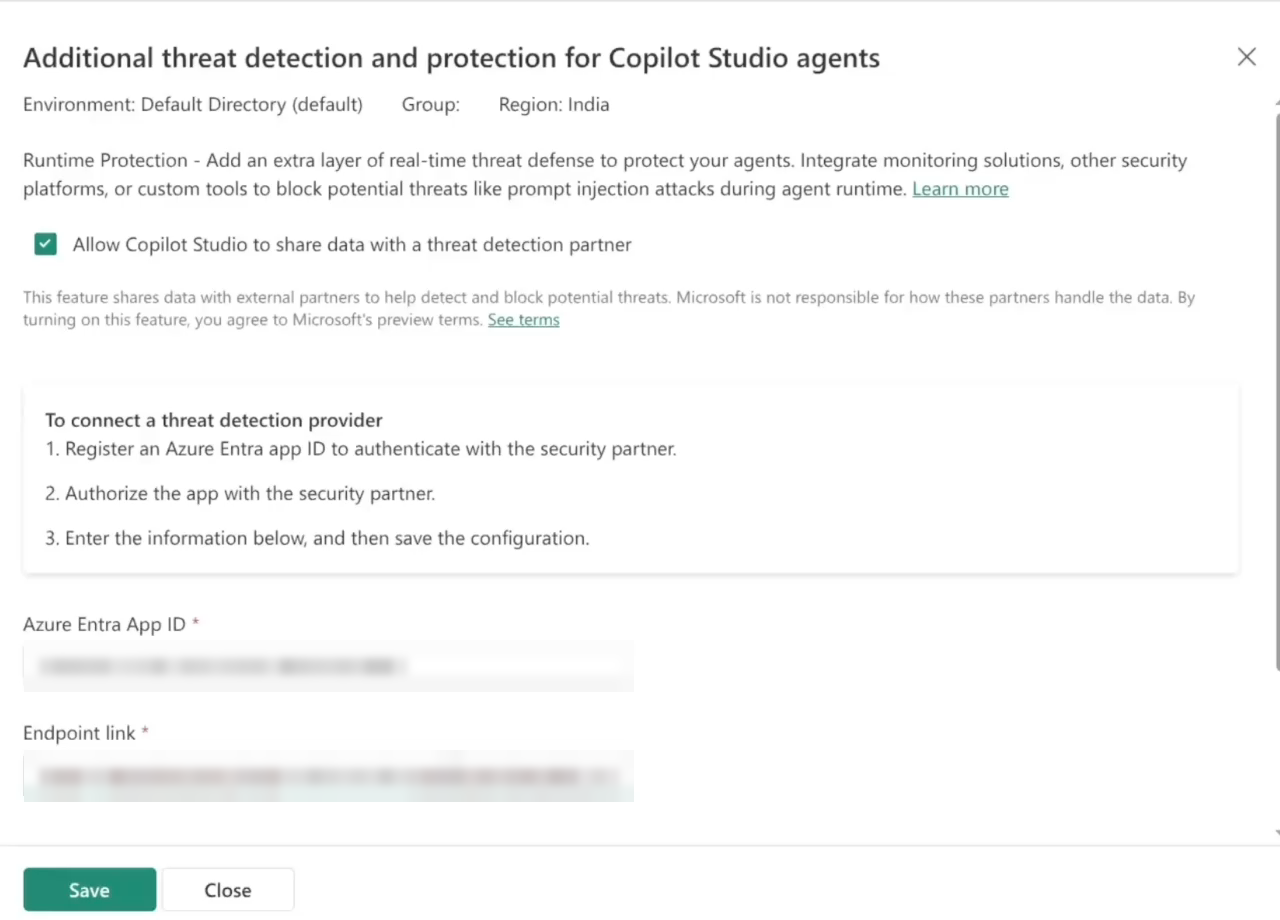 Additional threat detection and protection for Copilot Studio agents
Environment: Default Directory (default) Group: Region: India
Runtime Protection - Add an extra layer of real-time threat defense to protect your agents. Integrate monitoring solutions, other security
platforms, or custom tools to block potential threats like prompt injection attacks during agent runtime. Learn more
Allow Copilot Studio to share data with a threat detection partner
This feature shares data with external partners to help detect and block potential threats. Microsoft is not responsible for how these partners handle the data. By
turning on this feature, you agree to Microsoft's preview terms. See terms
To connect a threat detection provider
1. Register an Azure Entra app ID to authenticate with the security partner.
2. Authorize the app with the security partner.
3. Enter the information below, and then save the configuration.
Azure Entra App ID *
Endpoint link *
Save Close